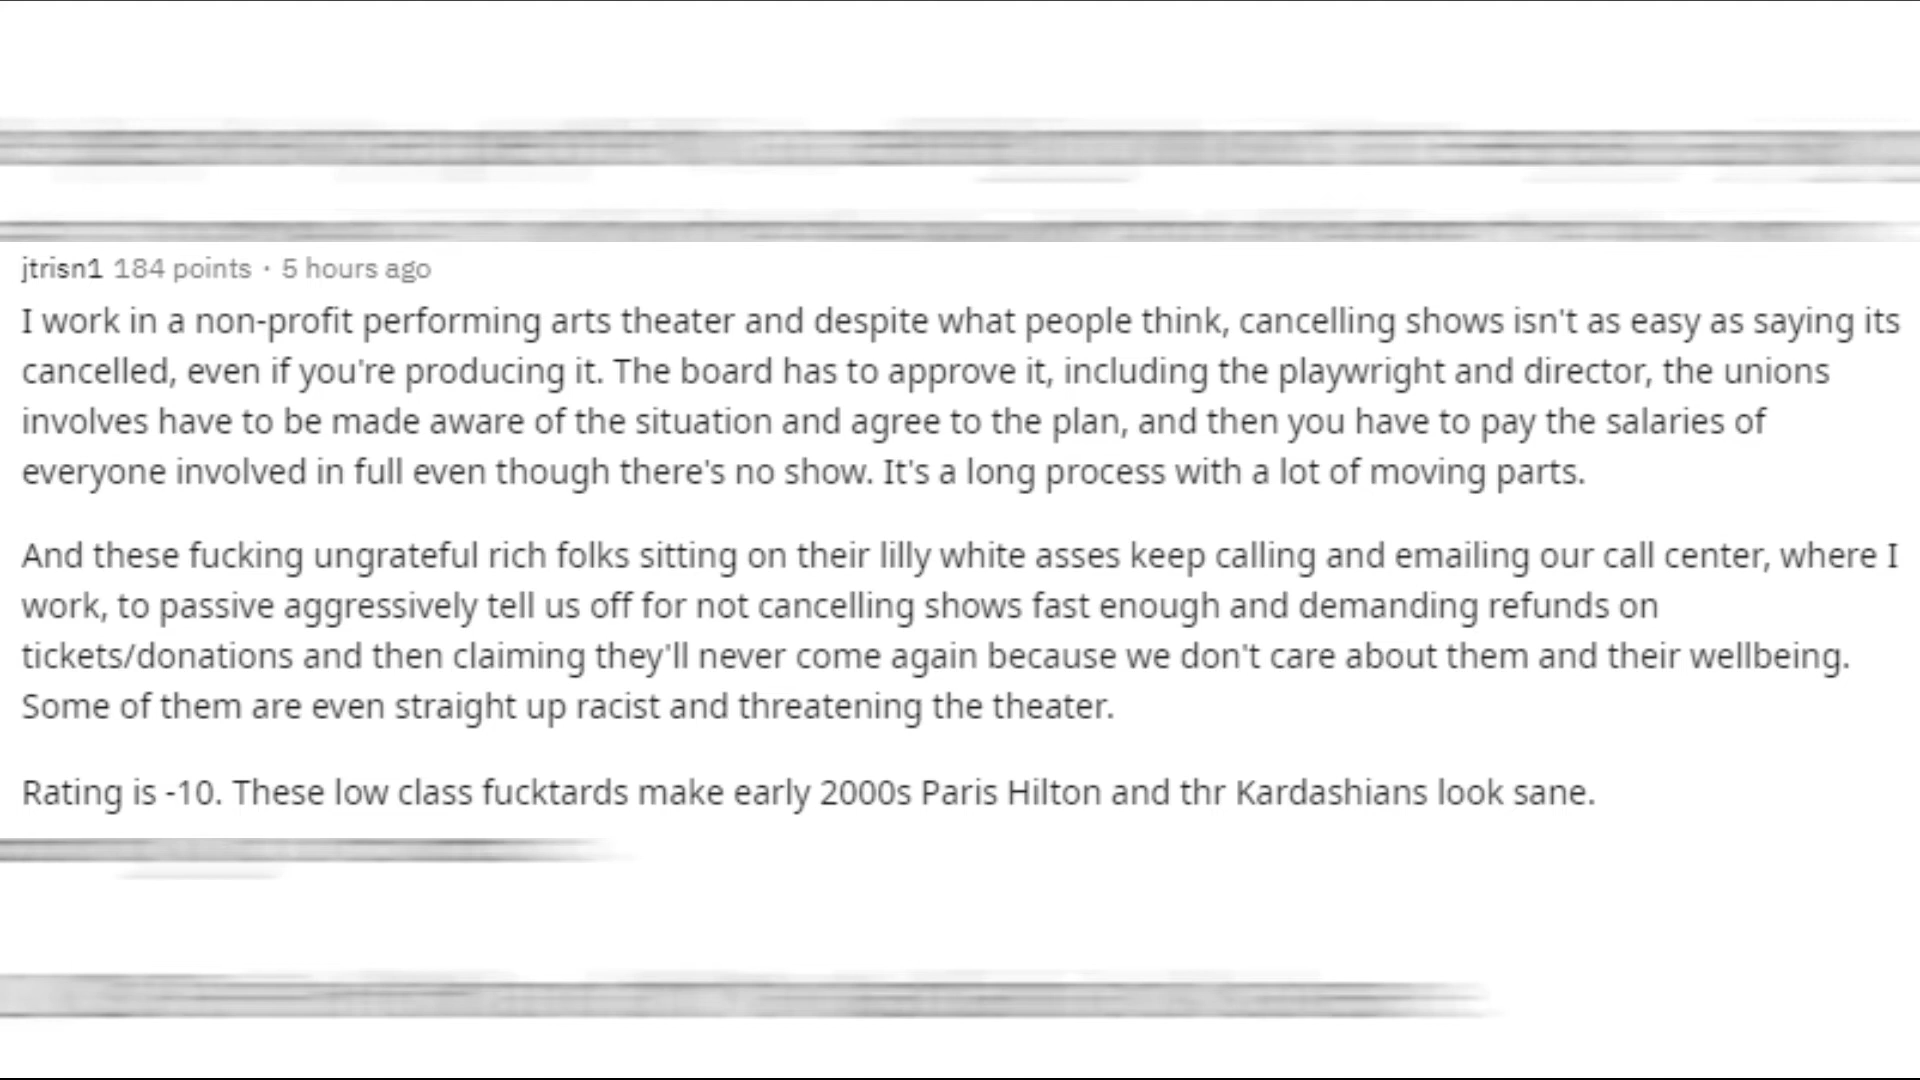 jtrisn1 184 points · 5 hours ago
I work in a non-profit performing arts theater and despite what people think, cancelling shows isn't as easy as saying its
cancelled, even if you're producing it. The board has to approve it, including the playwright and director, the unions
involves have to be made aware of the situation and agree to the plan, and then you have to pay the salaries of
everyone involved in full even though there's no show. It's a long process with a lot of moving parts.
And these fucking ungrateful rich folks sitting on their lilly white asses keep calling and emailing our call center, where I
work, to passive aggressively tell us off for not cancelling shows fast enough and demanding refunds on
tickets/donations and then claiming they'll never come again because we don't care about them and their wellbeing.
Some of them are even straight up racist and threatening the theater.
Rating is -10. These low class fucktards make early 2000s Paris Hilton and thr Kardashians look sane.